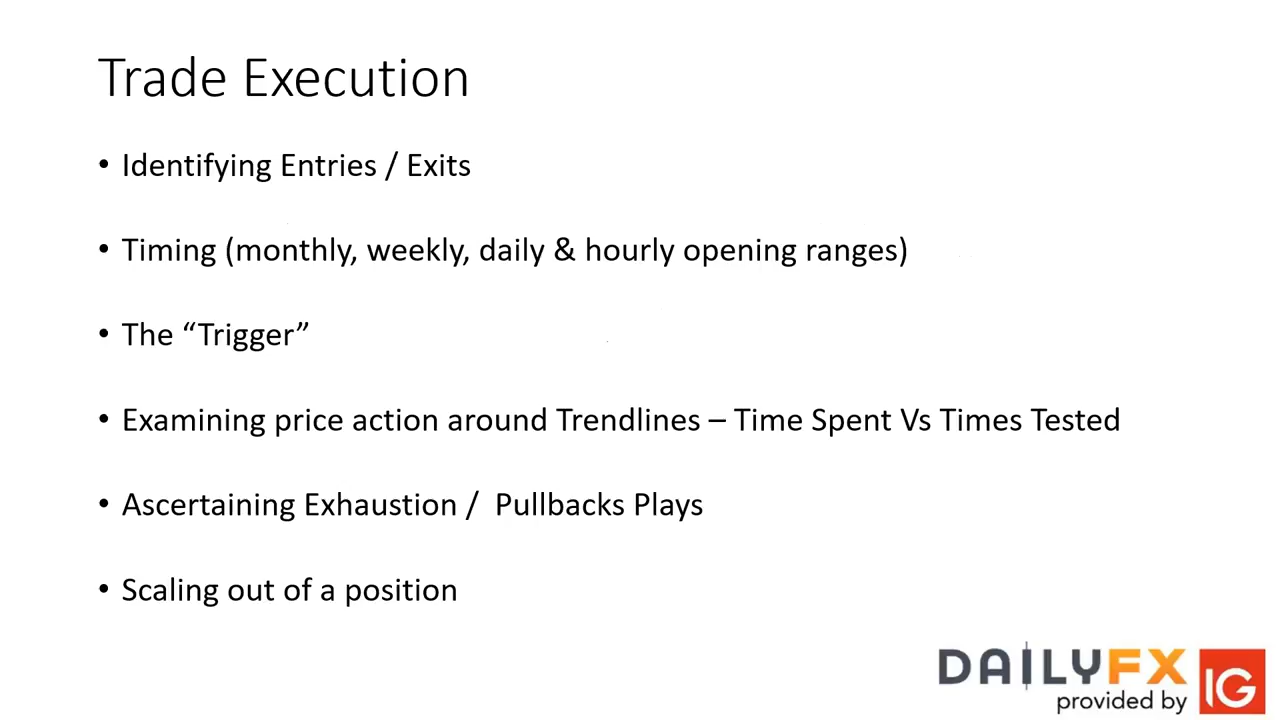 Trade Execution
• Identifying Entries / Exits
• Timing (monthly, weekly, daily & hourly opening ranges)
• The “Trigger”
• Examining price action around Trendlines – Time Spent Vs Times Tested
• Ascertaining Exhaustion /  Pullbacks Plays
• Scaling out of a position
DAILYFX
provided by IG